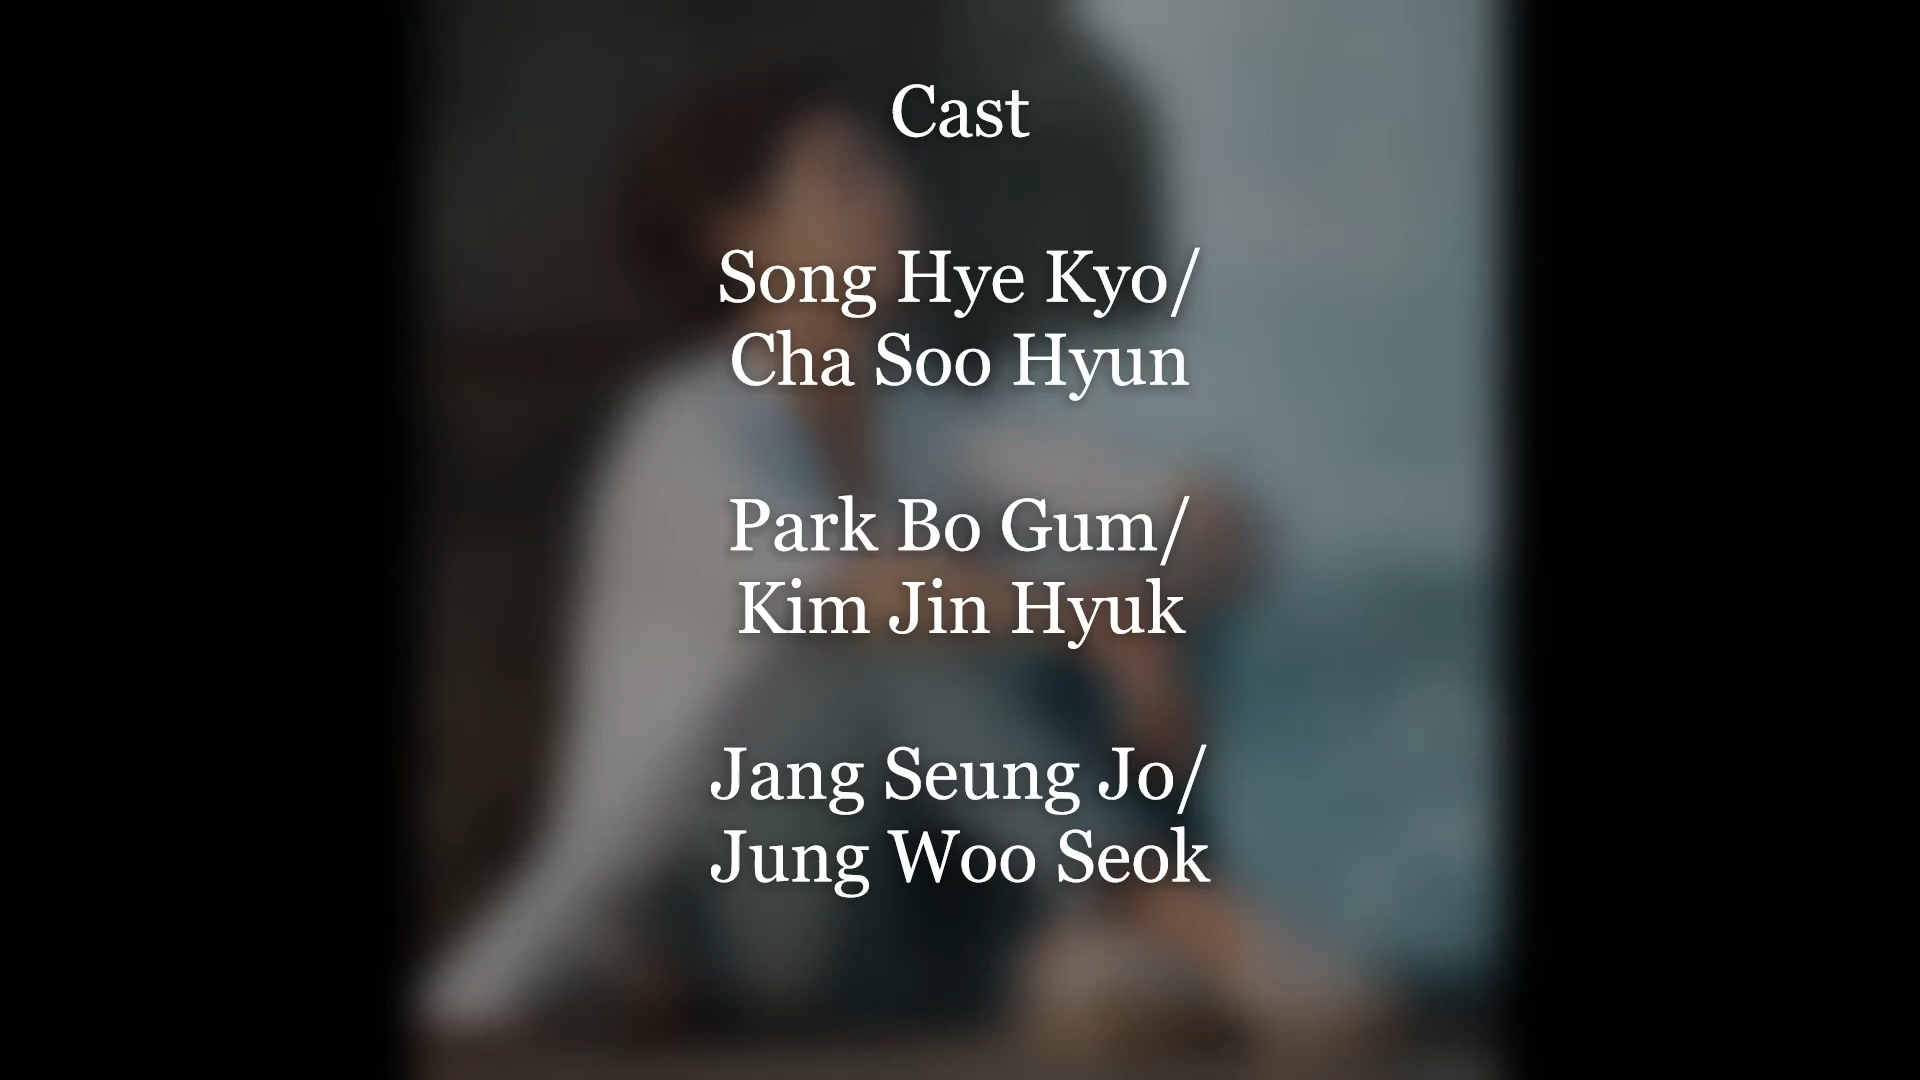 Cast
Song Hye Kyo/
Cha Soo Hyun
Park Bo Gum/
Kim Jin Hyuk
Jang Seung Jo/
Jung Woo Seok